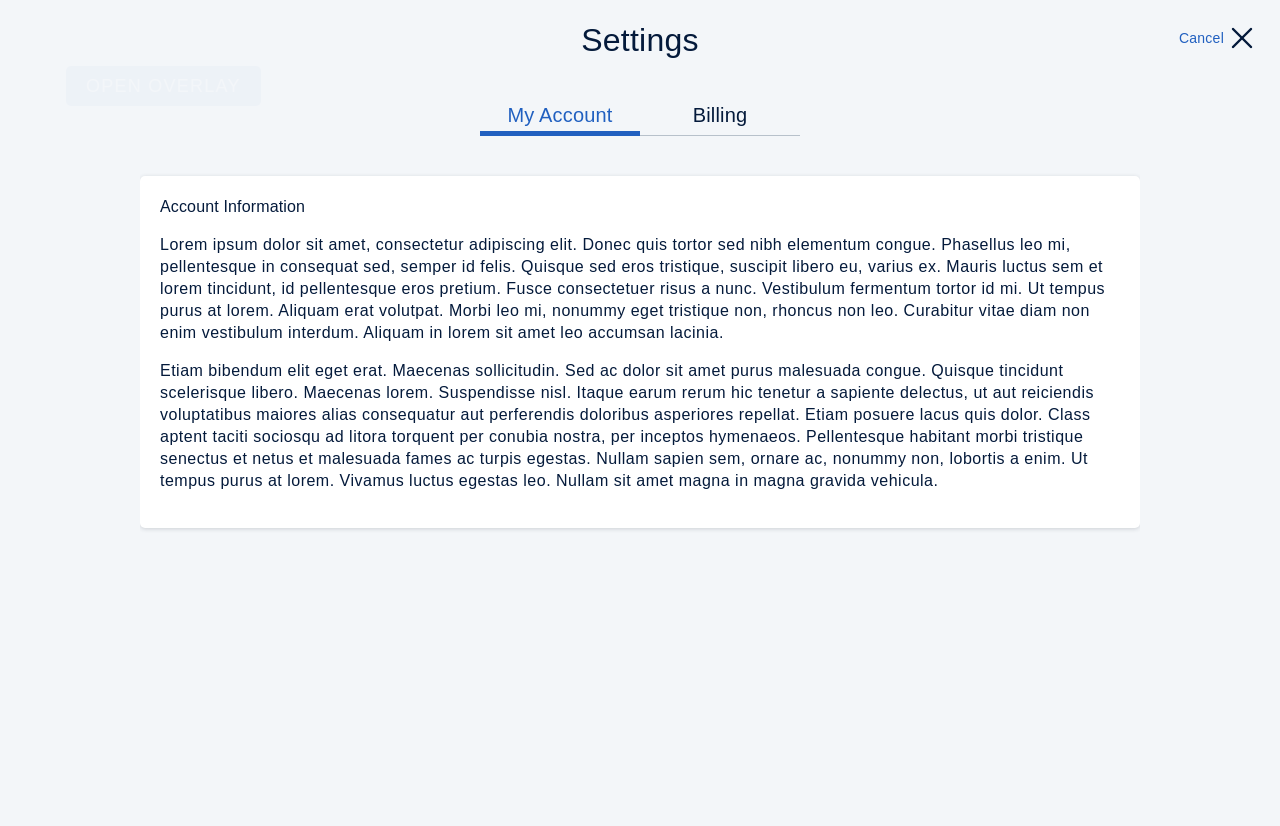 Settings
Cancel
OPEN OVERLAY
My Account
Billing
Account Information
Lorem ipsum dolor sit amet, consectetur adipiscing elit. Donec quis tortor sed nibh elementum congue. Phasellus leo mi,
pellentesque in consequat sed, semper id felis. Quisque sed eros tristique, suscipit libero eu, varius ex. Mauris luctus sem et
lorem tincidunt, id pellentesque eros pretium. Fusce consectetuer risus a nunc. Vestibulum fermentum tortor id mi. Ut tempus
purus at lorem. Aliquam erat volutpat. Morbi leo mi, nonummy eget tristique non, rhoncus non leo. Curabitur vitae diam non
enim vestibulum interdum. Aliquam in lorem sit amet leo accumsan lacinia.
Etiam bibendum elit eget erat. Maecenas sollicitudin. Sed ac dolor sit amet purus malesuada congue. Quisque tincidunt
scelerisque libero. Maecenas lorem. Suspendisse nisl. Itaque earum rerum hic tenetur a sapiente delectus, ut aut reiciendis
voluptatibus maiores alias consequatur aut perferendis doloribus asperiores repellat. Etiam posuere lacus quis dolor. Class
aptent taciti sociosqu ad litora torquent per conubia nostra, per inceptos hymenaeos. Pellentesque habitant morbi tristique
senectus et netus et malesuada fames ac turpis egestas. Nullam sapien sem, ornare ac, nonummy non, lobortis a enim. Ut
tempus purus at lorem. Vivamus luctus egestas leo. Nullam sit amet magna in magna gravida vehicula.